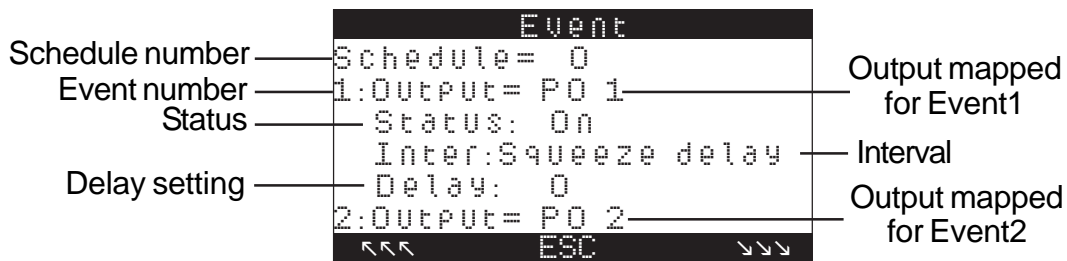 Event
Schedule number
Schedule= 0
Event number
1:Output= PO 1
Output mapped
for Event1
Status
Status: On
Inter:Squeeze delay
Interval
Delay setting
Delay: 0
2:Output= PO 2
Output mapped
for Event2
↖↖↖ ESC ↘↘↘